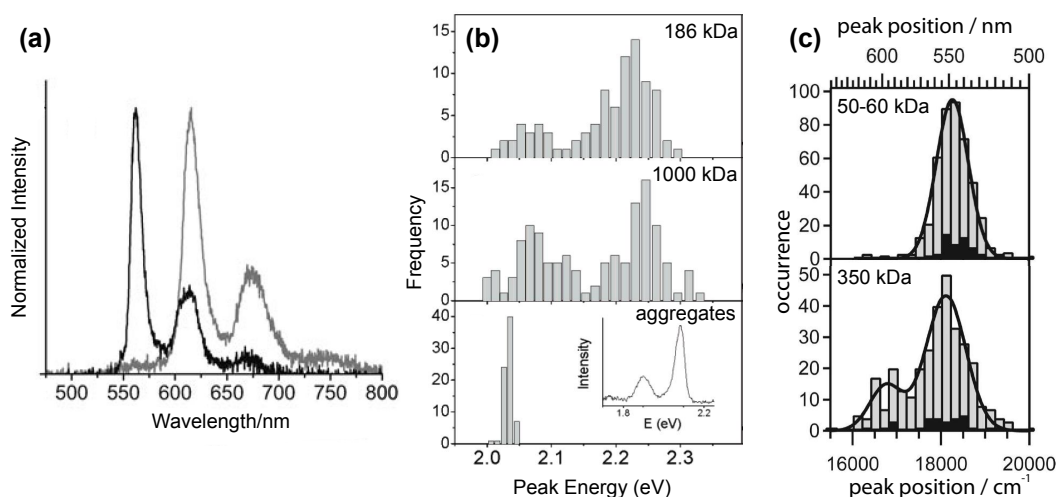 (a)
Normalized Intensity
500 550 600 650 700 750 800
Wavelength/nm
(b)
186 kDa
15
10
5
0
1000 kDa
15
10
5
0
aggregates
40
30
20
10
0
Intensity
1.8 2.2
E (eV)
Frequency
2.0 2.1 2.2 2.3
Peak Energy (eV)
(c)
peak position / nm
600 550 500
50-60 kDa
100
80
60
40
20
0
350 kDa
50
40
30
20
10
0
occurrence
16000 18000 20000
peak position / cm⁻¹